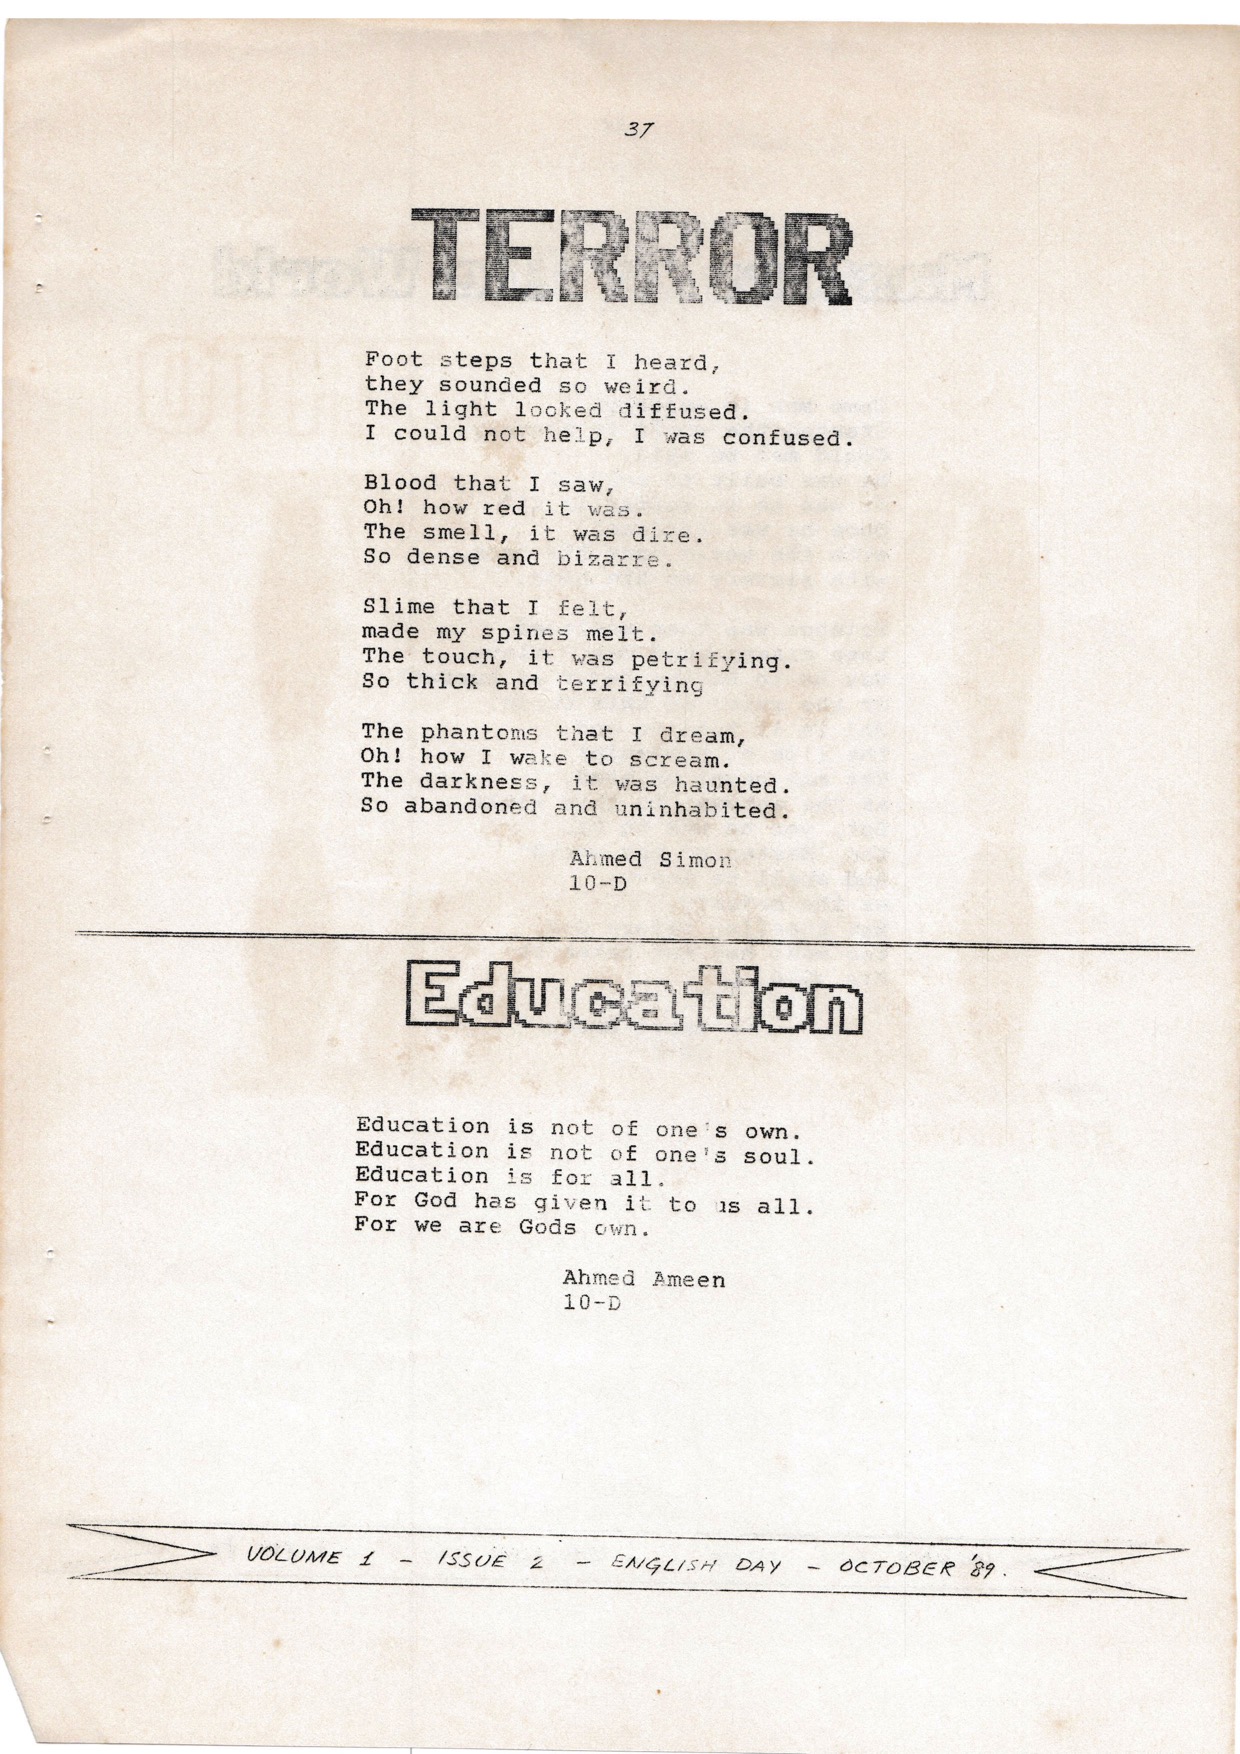 37
TERROR
Foot steps that I heard,
they sounded so weird.
The light looked diffused.
I could not help, I was confused.
Blood that I saw,
Oh! how red it was.
The smell, it was dire.
So dense and bizarre.
Slime that I felt,
made my spines melt.
The touch, it was petrifying.
So thick and terrifying
The phantoms that I dream,
Oh! how I wake to scream.
The darkness, it was haunted.
So abandoned and uninhabited.
Ahmed Simon
10-D
Education
Education is not of one's own.
Education is not of one's soul.
Education is for all.
For God has given it to us all.
For we are Gods own.
Ahmed Ameen
10-D
VOLUME 1 - ISSUE 2 - ENGLISH DAY - OCTOBER '89.